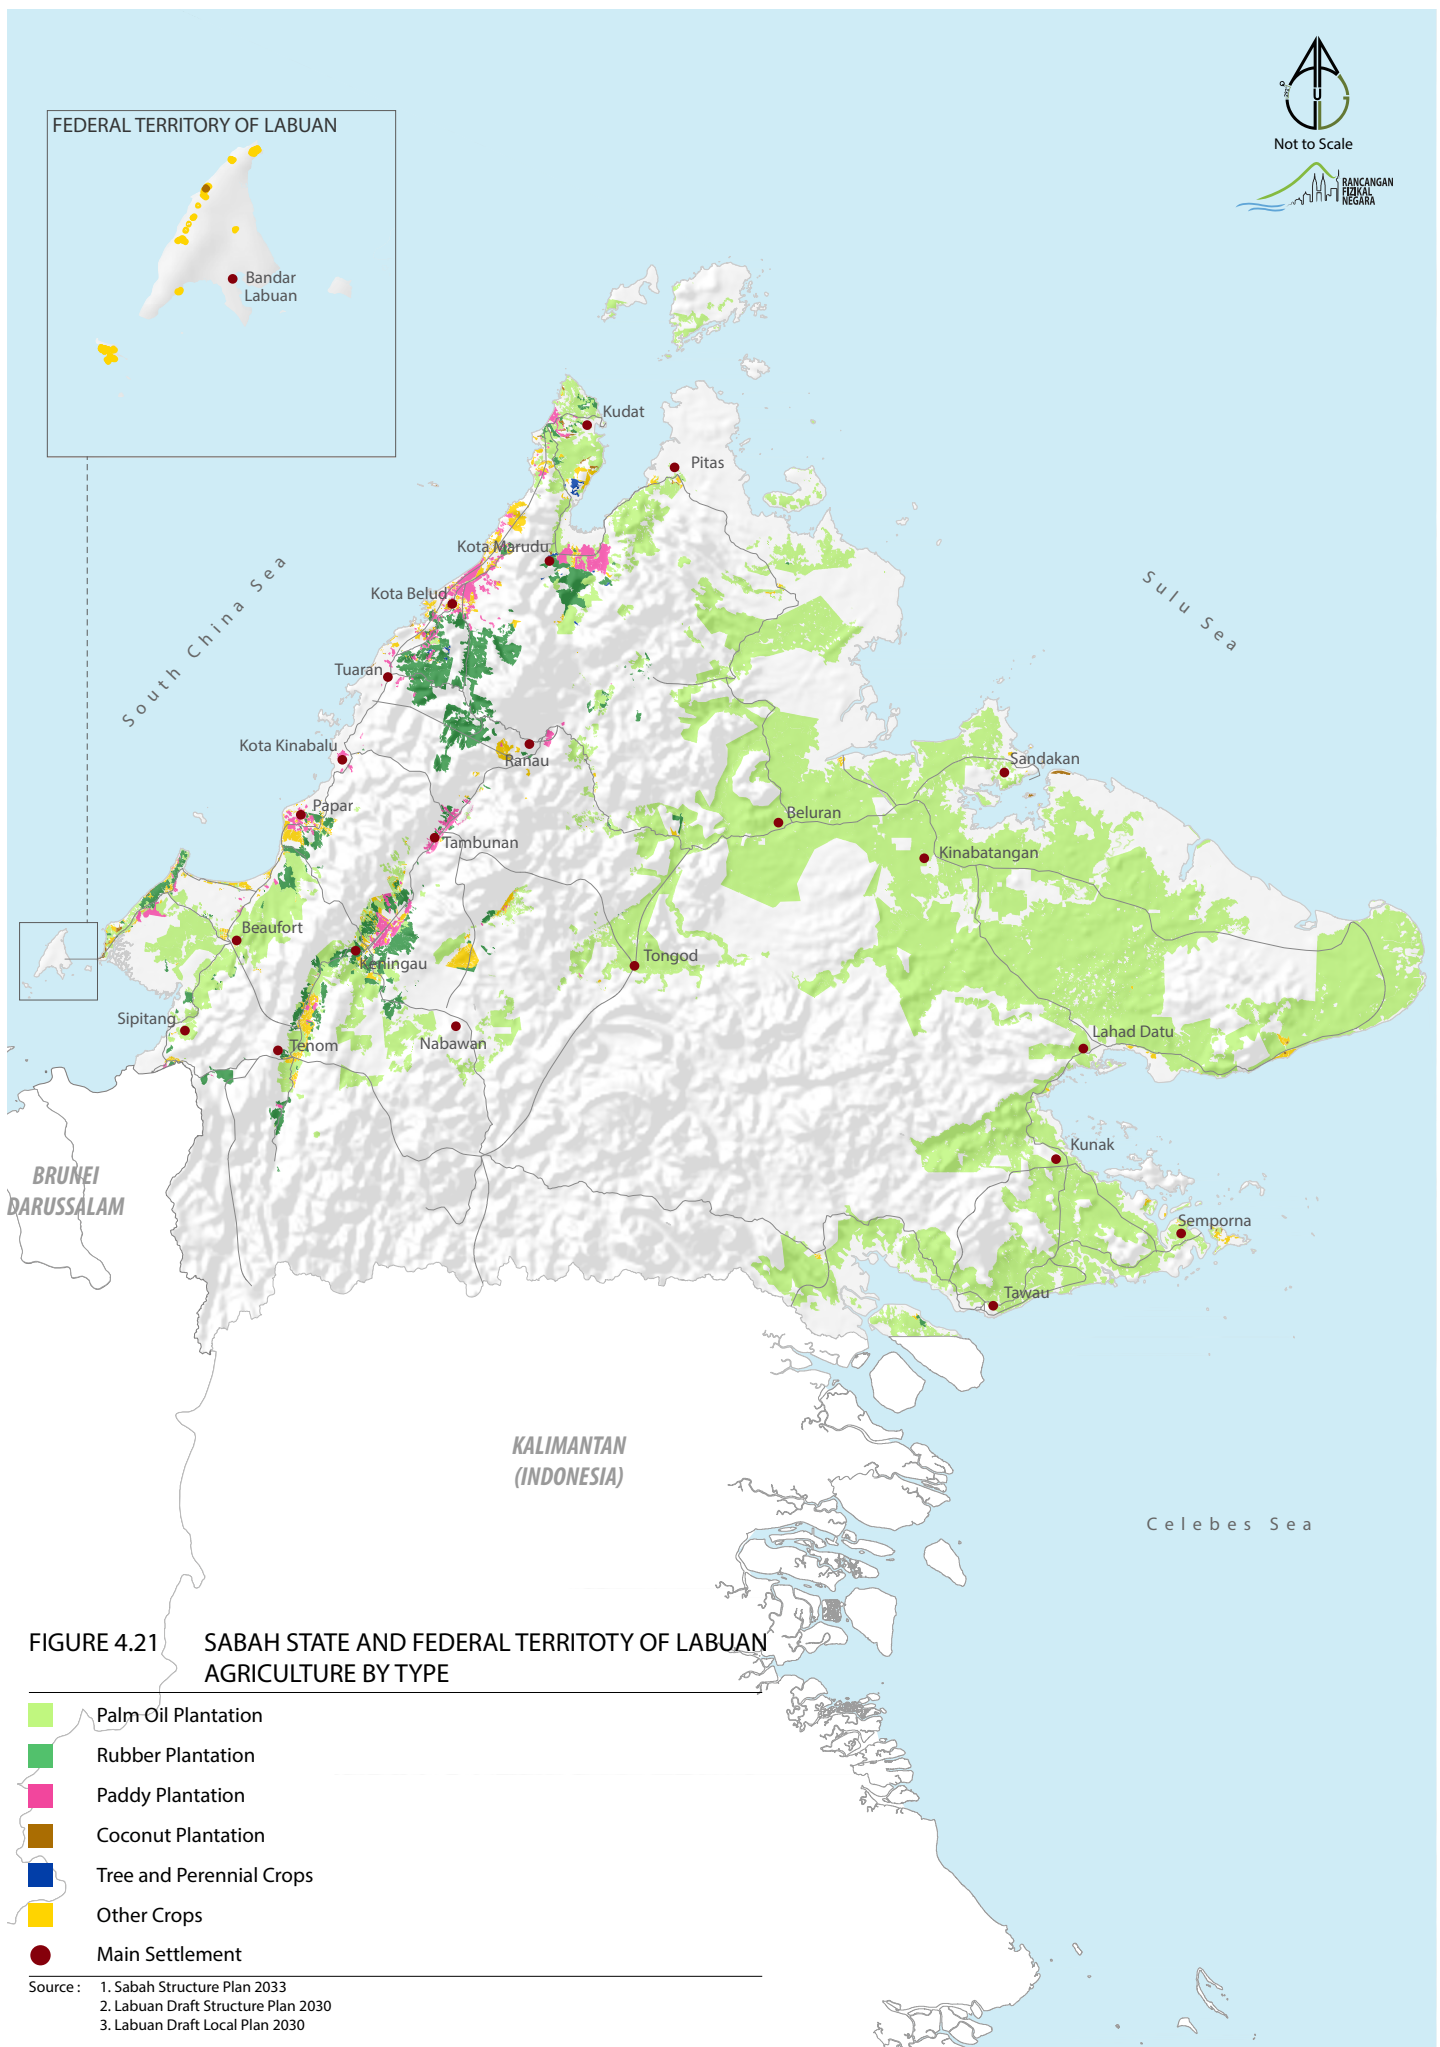 Not to Scale
RANCANGAN
FIZIKAL
NEGARA
FEDERAL TERRITORY OF LABUAN
Bandar
Labuan
Kudat
Pitas
Kota Marudu
Kota Belud
South China Sea
Sulu Sea
Tuaran
Kota Kinabalu
Ranau
Sandakan
Papar
Beluran
Tambunan
Kinabatangan
Beaufort
Keningau
Tongod
Sipitang
Tenom
Nabawan
Lahad Datu
Kunak
BRUNEI
DARUSSALAM
Semporna
Tawau
KALIMANTAN
(INDONESIA)
Celebes Sea
FIGURE 4.21 SABAH STATE AND FEDERAL TERRITOTY OF LABUAN
AGRICULTURE BY TYPE
Palm Oil Plantation
Rubber Plantation
Paddy Plantation
Coconut Plantation
Tree and Perennial Crops
Other Crops
Main Settlement
Source : 1. Sabah Structure Plan 2033
2. Labuan Draft Structure Plan 2030
3. Labuan Draft Local Plan 2030